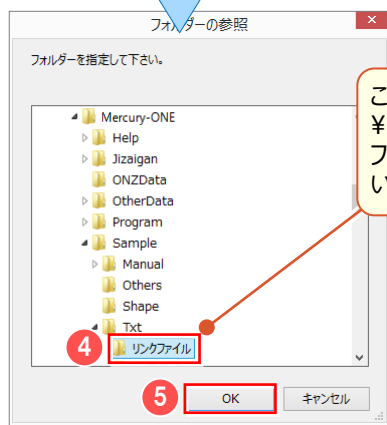 フォルダーの参照
フォルダーを指定して下さい。
Mercury-ONE
Help
Jizaigan
ONZData
OtherData
Program
Sample
Manual
Others
Shape
Txt
リンクファイル
こ
¥
フ
い
4
5
OK
キャンセル